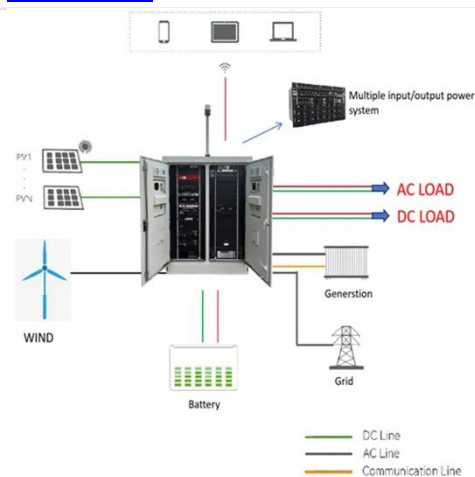 Multiple input/output power
system
PV1
PVN
AC LOAD
DC LOAD
WIND
Generstion
Grid
Battery
DC Line
AC Line
Communication Line